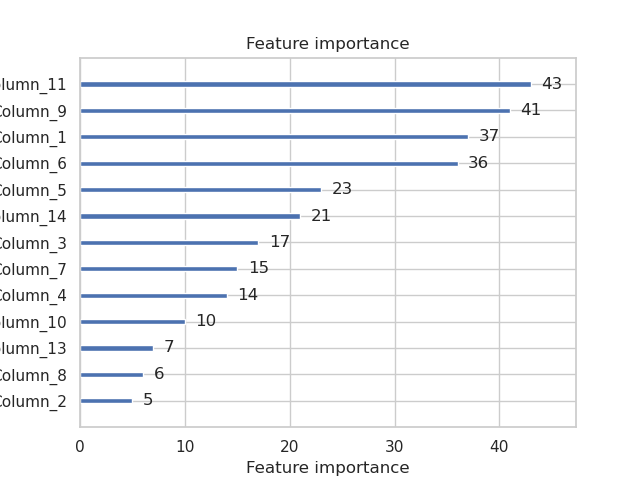 Feature importance
olumn_11 43
Column_9 41
Column_1 37
Column_6 36
Column_5 23
olumn_14 21
Column_3 17
Column_7 15
Column_4 14
olumn_10 10
olumn_13 7
Column_8 6
Column_2 5
0 10 20 30 40
Feature importance